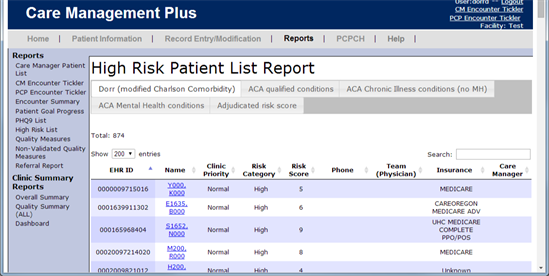 User:dorrd -- Logout
Care Management Plus
CM Encounter Tickler
PCP Encounter Tickler
Facility: Test
Home | Patient Information | Record Entry/Modification | Reports | PCPCH | Help |
Reports
Care Manager Patient List
CM Encounter Tickler
PCP Encounter Tickler
Encounter Summary
Patient Goal Progress
PHQ9 List
High Risk List
Quality Measures
Non-Validated Quality Measures
Referral Report
Clinic Summary Reports
Overall Summary
Quality Summary (ALL)
Dashboard
High Risk Patient List Report
Dorr (modified Charlson Comorbidity) ACA qualified conditions ACA Chronic Illness conditions (no MH)
ACA Mental Health conditions Adjudicated risk score
Total: 874
Show 200 entries Search:
EHR ID Name Clinic Priority Risk Category Risk Score Phone Team (Physician) Insurance Care Manager
0000009715016 Y000, K000 Normal High 5 MEDICARE
0001639911302 E1635, B000 Normal High 6 CAREOREGON MEDICARE ADV
000165968404 S1652, N000 Normal High 9 UHC MEDICARE COMPLETE PPO/POS
00020097214020 M200, R000 Normal High 8 MEDICARE
0002009821012 H200, Normal High 4 Unknown